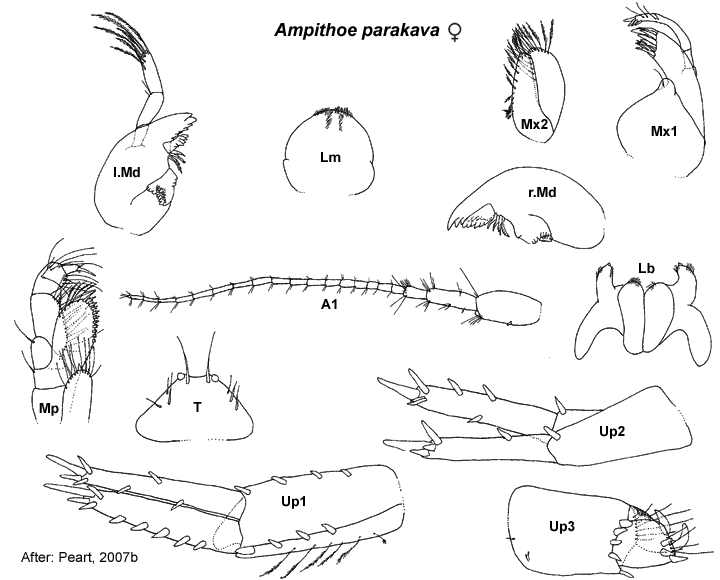 Ampithoe parakava ♀
Mx2
Mx1
Lm
l.Md
r.Md
Lb
A1
Mp
T
Up2
Up1
Up3
After: Peart, 2007b